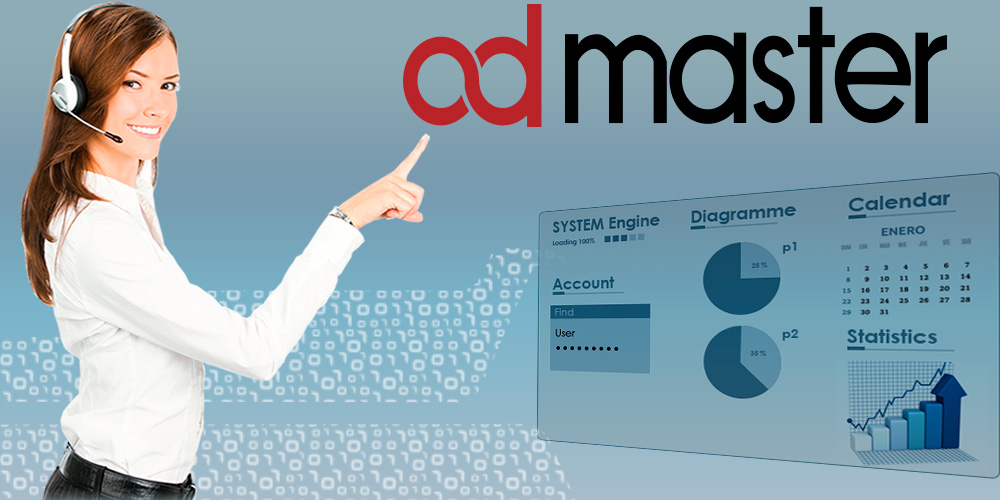 admaster
SYSTEM Engine
Loading 100%
Account
Find
User
Diagramme
p1
25 %
p2
35 %
Calendar
ENERO
1 2 3 4 5 6 7
8 9 10 11 12 13 14
15 16 17 18 19 20 21
22 23 24 25 26 27 28
29 30 31
Statistics